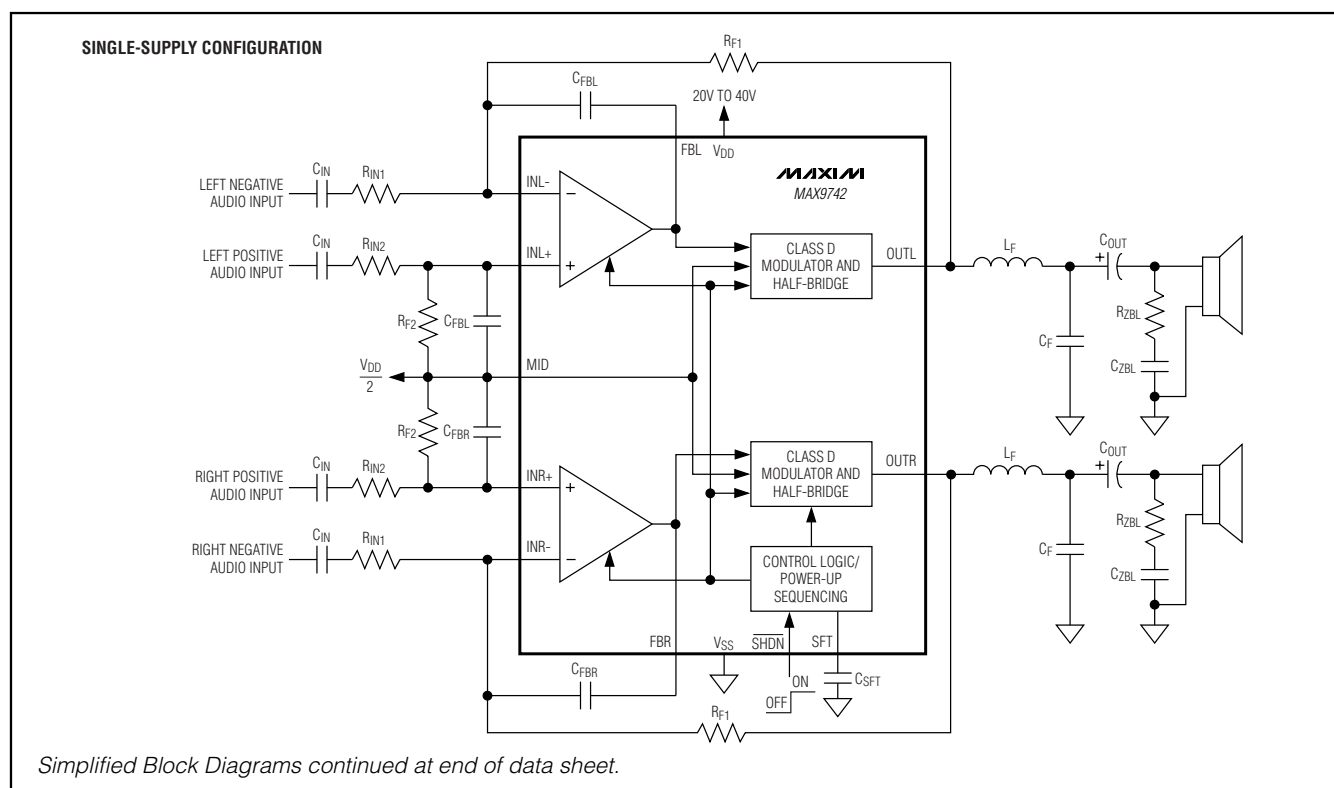 SINGLE-SUPPLY CONFIGURATION
RF1
CFBL
20V TO 40V
FBL
VDD
MAXIM
MAX9742
CIN
RIN1
LEFT NEGATIVE
AUDIO INPUT
INL-
−
CIN
RIN2
LEFT POSITIVE
AUDIO INPUT
INL+
+
CLASS D
MODULATOR AND
HALF-BRIDGE
OUTL
LF
COUT
+
RF2
CFBL
CF
RZBL
CZBL
VDD
2
MID
RF2
CFBR
CIN
RIN2
RIGHT POSITIVE
AUDIO INPUT
INR+
+
CLASS D
MODULATOR AND
HALF-BRIDGE
OUTR
LF
COUT
+
CIN
RIN1
RIGHT NEGATIVE
AUDIO INPUT
INR-
−
CONTROL LOGIC/
POWER-UP
SEQUENCING
CF
RZBL
CZBL
FBR
VSS
SHDN
SFT
CFBR
ON
OFF
CSFT
RF1
Simplified Block Diagrams continued at end of data sheet.